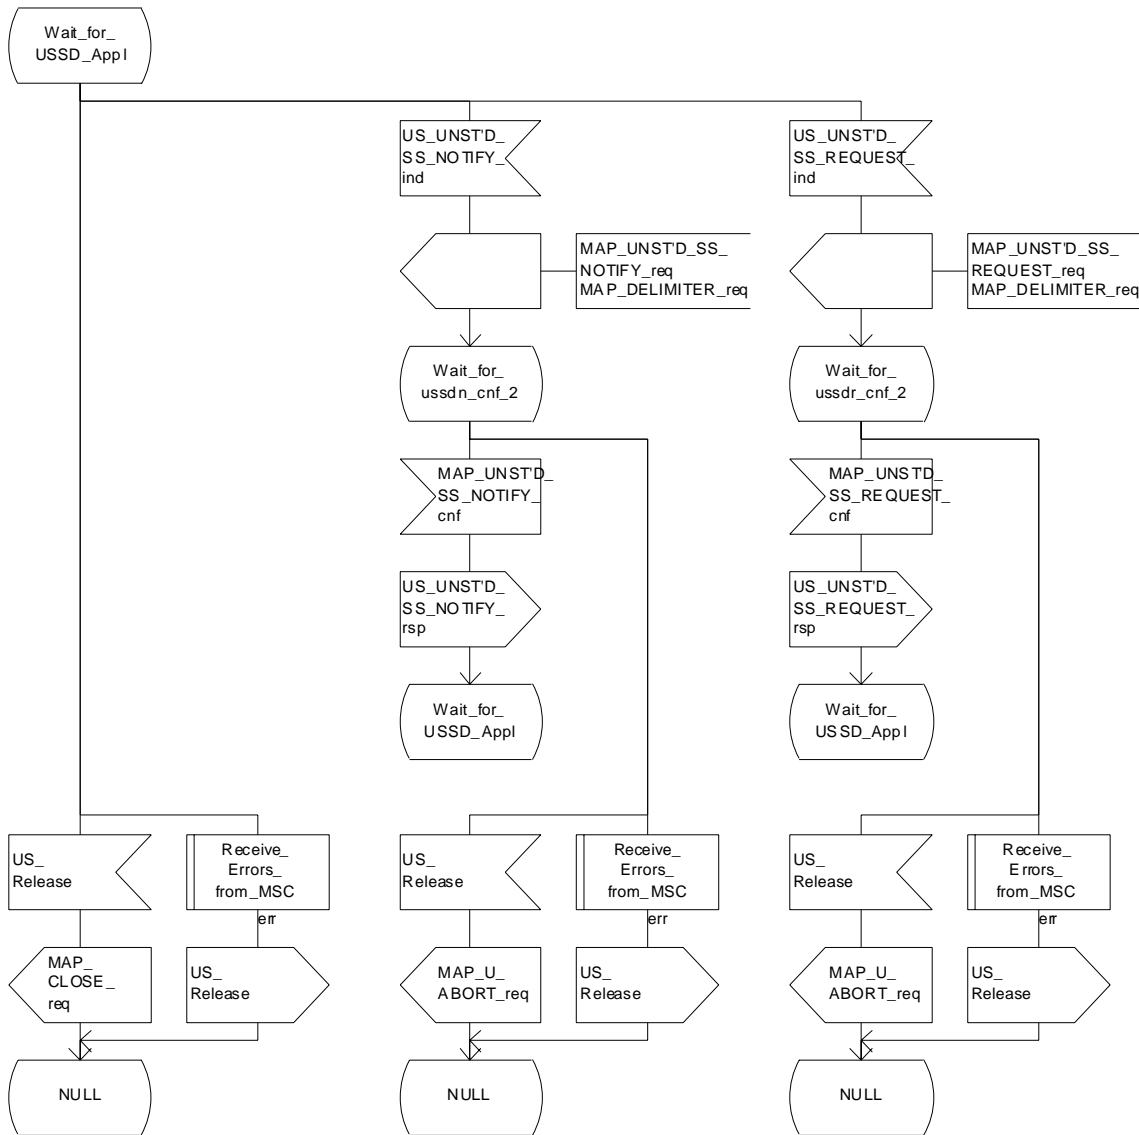 Wait_for_
USSD_Appl
US_UNST'D_
SS_NOTIFY_
ind
US_UNST'D_
SS_REQUEST_
ind
MAP_UNST'D_SS_
NOTIFY_req
MAP_DELIMITER_req
MAP_UNST'D_SS_
REQUEST_req
MAP_DELIMITER_req
Wait_for_
ussdn_cnf_2
Wait_for_
ussdr_cnf_2
MAP_UNST'D_
SS_NOTIFY_
cnf
MAP_UNST'D_
SS_REQUEST_
cnf
US_UNST'D_
SS_NOTIFY_
rsp
US_UNST'D_
SS_REQUEST_
rsp
Wait_for_
USSD_Appl
Wait_for_
USSD_Appl
US_
Release
Receive_
Errors_
from_MSC
err
US_
Release
Receive_
Errors_
from_MSC
err
US_
Release
Receive_
Errors_
from_MSC
err
MAP_
CLOSE_
req
US_
Release
MAP_U_
ABORT_req
US_
Release
MAP_U_
ABORT_req
US_
Release
NULL
NULL
NULL